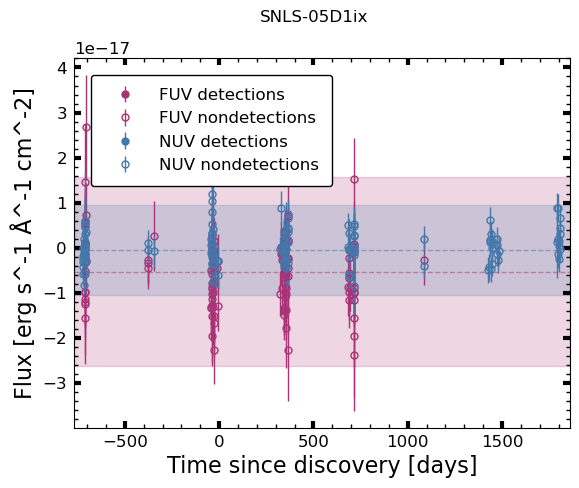 SNLS-05D1ix
1e−17
FUV detections
FUV nondetections
NUV detections
NUV nondetections
4
3
2
1
0
−1
−2
−3
Flux [erg s^-1 Å^-1 cm^-2]
−500 0 500 1000 1500
Time since discovery [days]